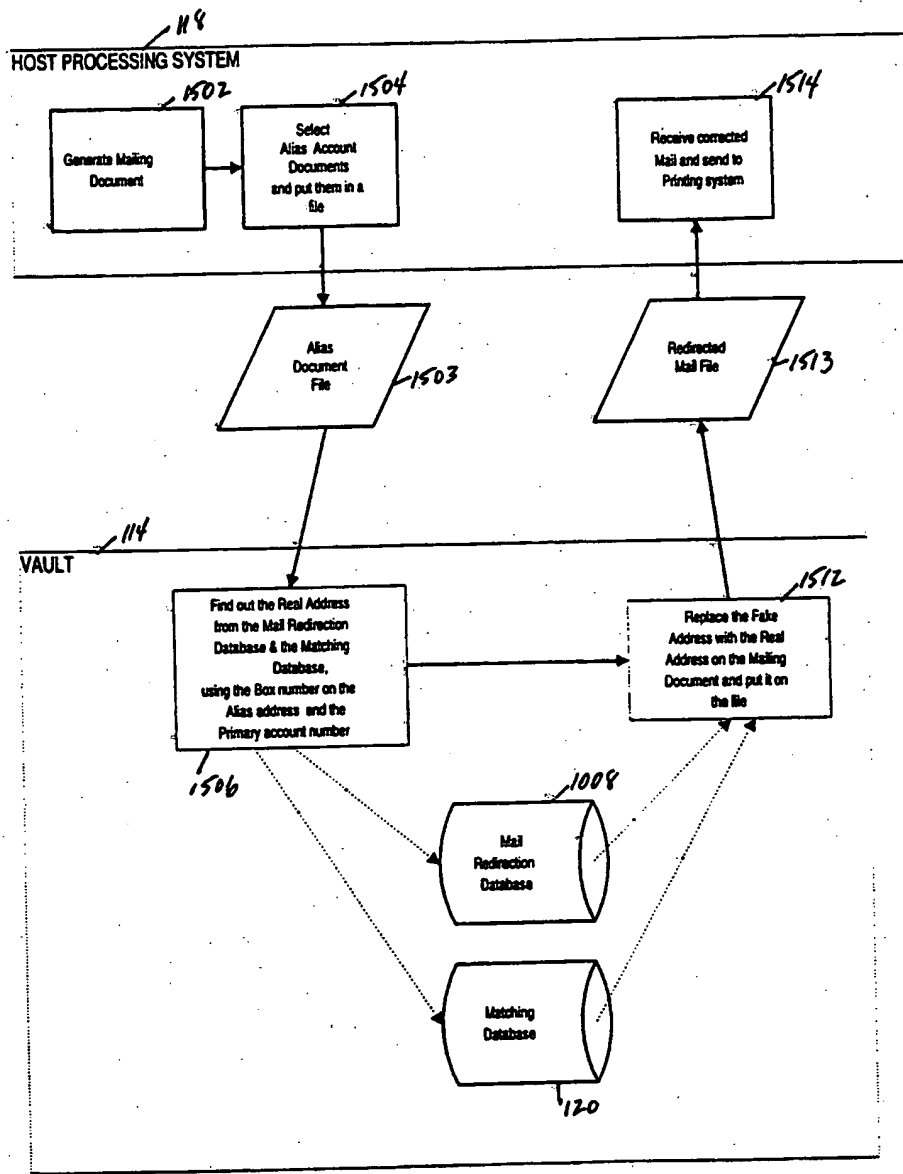 118
HOST PROCESSING SYSTEM
1502
Generate Mailing
Document
1504
Select
Alias Account
Documents
and put them in a
file
1514
Receive corrected
Mail and send to
Printing system
Alias
Document
File
1503
Redirected
Mail File
1513
114
VAULT
Find out the Real Address
from the Mail Redirection
Database & the Matching
Database,
using the Box number on the
Alias address and the
Primary account number
1506
1512
Replace the Fake
Address with the Real
Address on the Mailing
Document and put it on
the file
1008
Mail
Redirection
Database
Matching
Database
120